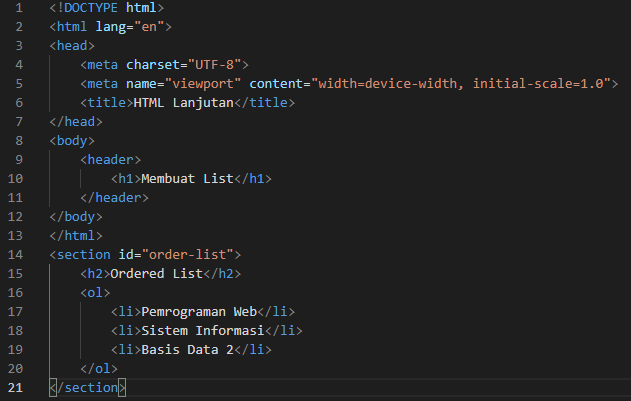 1 <!DOCTYPE html>
2 <html lang="en">
3 <head>
4     <meta charset="UTF-8">
5     <meta name="viewport" content="width=device-width, initial-scale=1.0">
6     <title>HTML Lanjutan</title>
7 </head>
8 <body>
9     <header>
10         <h1>Membuat List</h1>
11     </header>
12 </body>
13 </html>
14 <section id="order-list">
15     <h2>Ordered List</h2>
16     <ol>
17         <li>Pemrograman Web</li>
18         <li>Sistem Informasi</li>
19         <li>Basis Data 2</li>
20     </ol>
21 </section>